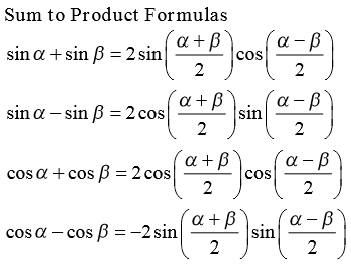 Sum to Product Formulas
sin α + sin β = 2 sin((α + β)/2) cos((α − β)/2)
sin α − sin β = 2 cos((α + β)/2) sin((α − β)/2)
cos α + cos β = 2 cos((α + β)/2) cos((α − β)/2)
cos α − cos β = −2 sin((α + β)/2) sin((α − β)/2)